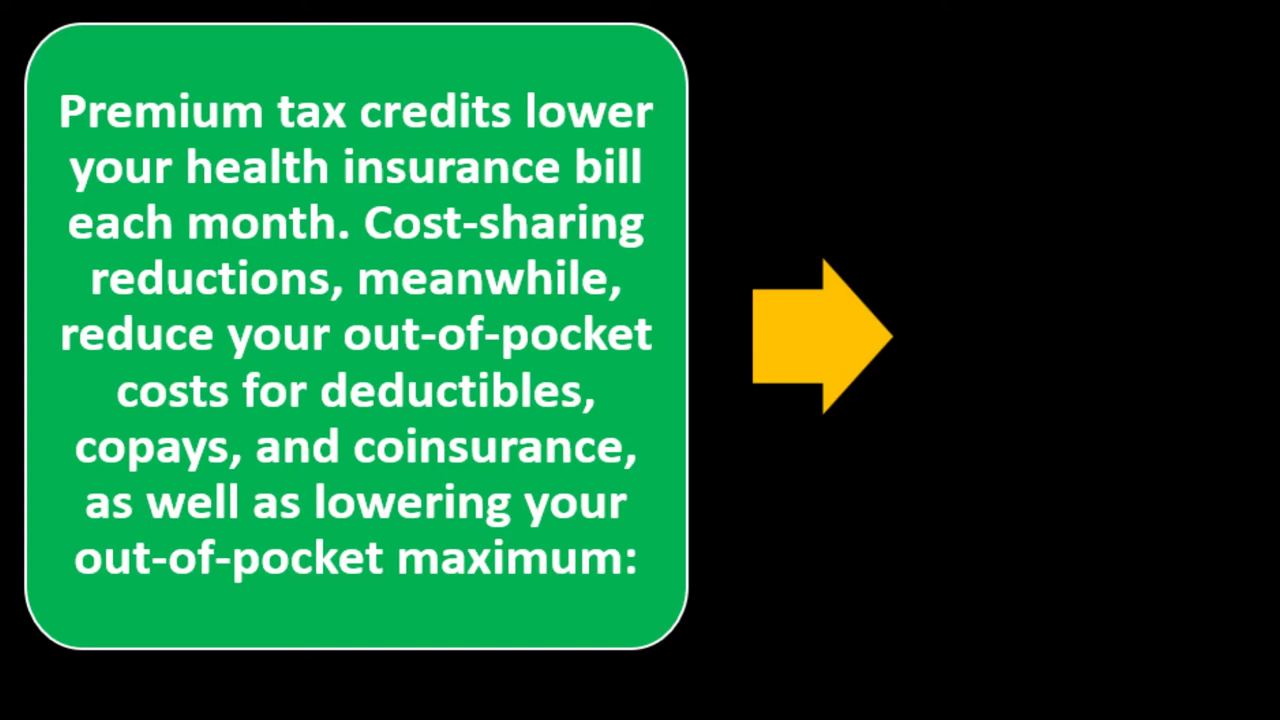 Premium tax credits lower
your health insurance bill
each month. Cost-sharing
reductions, meanwhile,
reduce your out-of-pocket
costs for deductibles,
copays, and coinsurance,
as well as lowering your
out-of-pocket maximum: